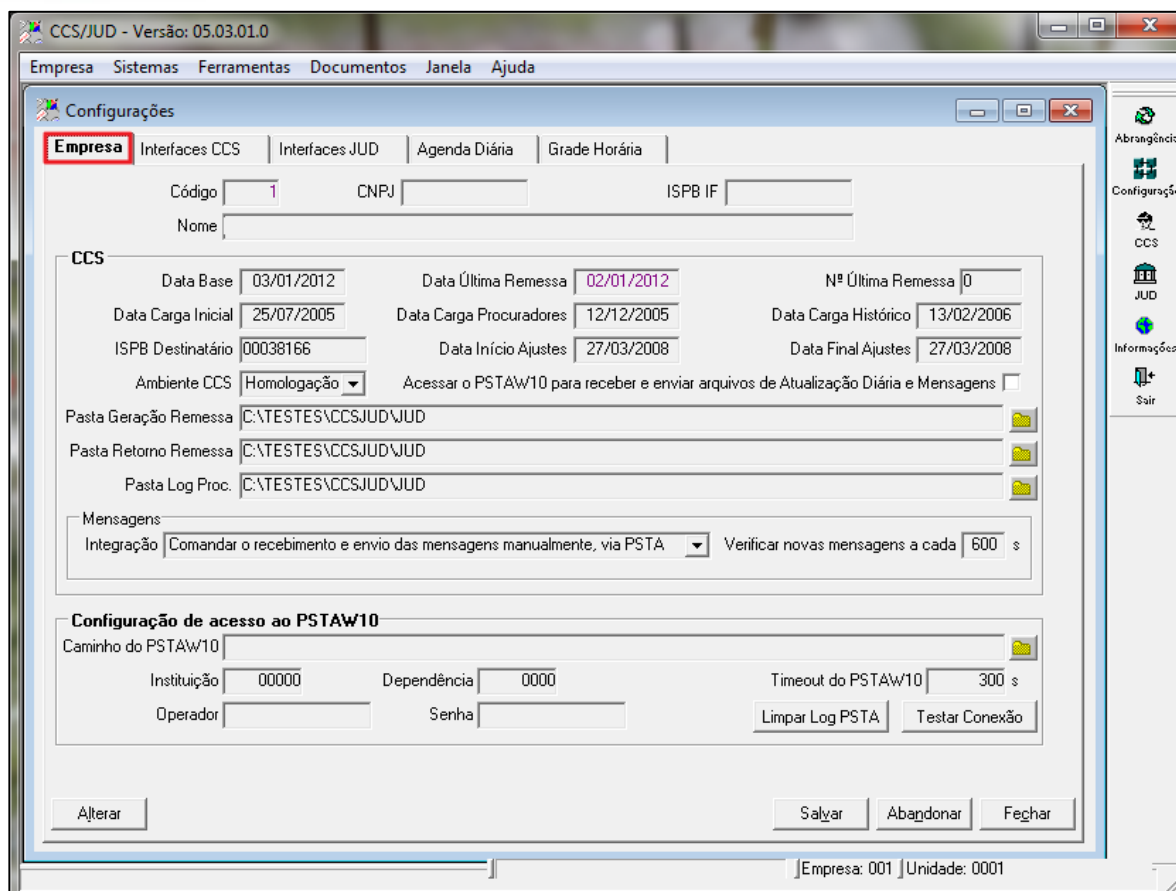 CCS/JUD - Versão: 05.03.01.0
Empresa Sistemas Ferramentas Documentos Janela Ajuda
Configurações
Empresa Interfaces CCS Interfaces JUD Agenda Diária Grade Horária
Código 1 CNPJ ISPB IF
Nome
CCS
Data Base 03/01/2012 Data Última Remessa 02/01/2012 Nº Última Remessa 0
Data Carga Inicial 25/07/2005 Data Carga Procuradores 12/12/2005 Data Carga Histórico 13/02/2006
ISPB Destinatário 00038166 Data Início Ajustes 27/03/2008 Data Final Ajustes 27/03/2008
Ambiente CCS Homologação Acessar o PSTAW10 para receber e enviar arquivos de Atualização Diária e Mensagens
Pasta Geração Remessa C:\TESTES\CCSJUD\JUD
Pasta Retorno Remessa C:\TESTES\CCSJUD\JUD
Pasta Log Proc. C:\TESTES\CCSJUD\JUD
Mensagens
Integração Comandar o recebimento e envio das mensagens manualmente, via PSTA Verificar novas mensagens a cada 600 s
Configuração de acesso ao PSTAW10
Caminho do PSTAW10
Instituição 00000 Dependência 0000 Timeout do PSTAW10 300 s
Operador Senha Limpar Log PSTA Testar Conexão
Alterar Salvar Abandonar Fechar
Abrangência
Configuraçõ
CCS
JUD
Informações
Sair
Empresa: 001 Unidade: 0001